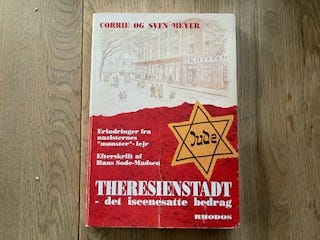 CORRIE OG SVEN MEYER
Erindringer fra
nazisternes
"mønster"-lejr
Efterskrift af
Hans Sode-Madsen
Jude
THERESIENSTADT
- det iscenesatte bedrag
RHODOS